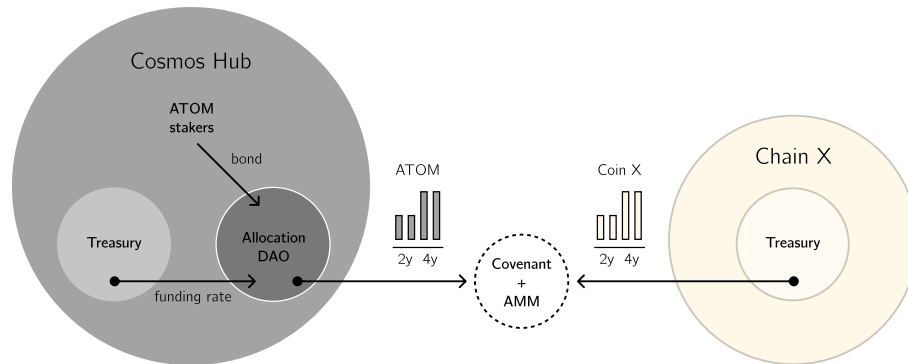 Cosmos Hub
ATOM
stakers
bond
Treasury
Allocation
DAO
funding rate
ATOM
2y 4y
Covenant
+
AMM
Coin X
2y 4y
Chain X
Treasury